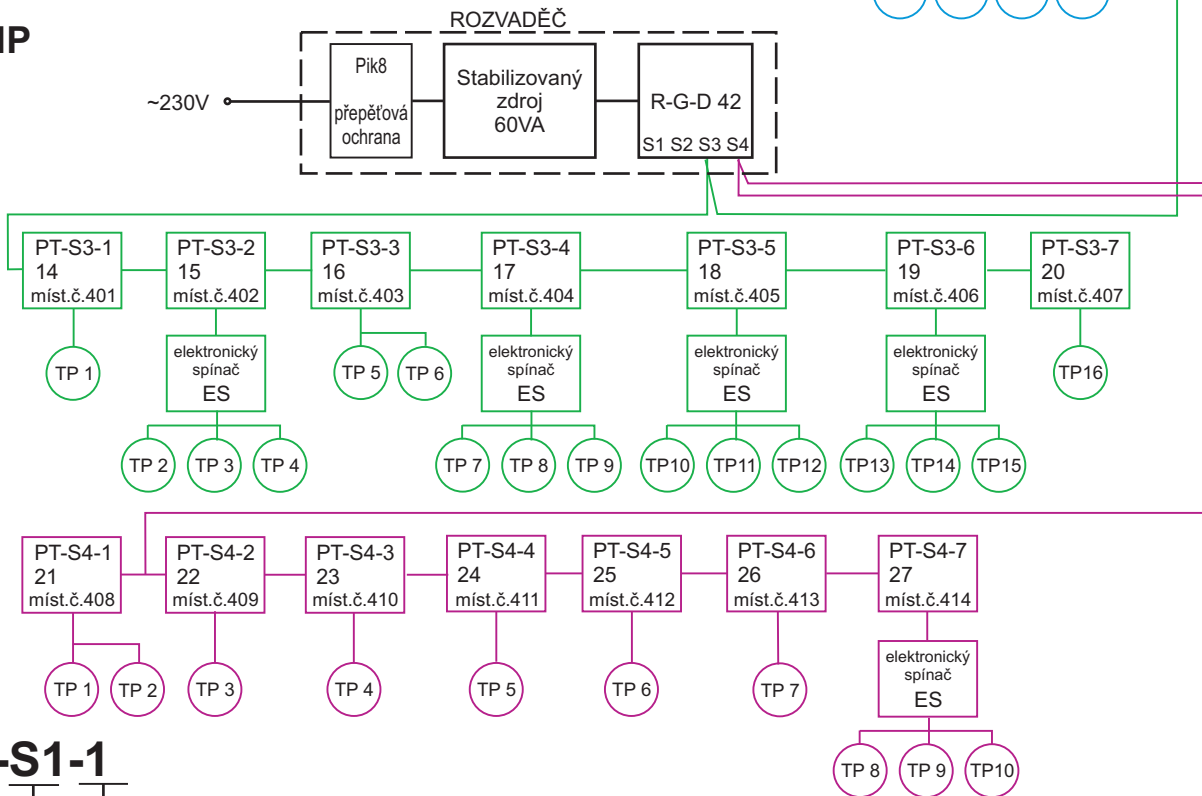 IP
ROZVADĚČ
~230V
Pik8
přepěťová
ochrana
Stabilizovaný
zdroj
60VA
R-G-D 42
S1 S2 S3 S4
PT-S3-1
14
míst.č.401
PT-S3-2
15
míst.č.402
PT-S3-3
16
míst.č.403
PT-S3-4
17
míst.č.404
PT-S3-5
18
míst.č.405
PT-S3-6
19
míst.č.406
PT-S3-7
20
míst.č.407
TP 1
elektronický
spínač
ES
TP 5
TP 6
elektronický
spínač
ES
elektronický
spínač
ES
elektronický
spínač
ES
TP16
TP 2
TP 3
TP 4
TP 7
TP 8
TP 9
TP10
TP11
TP12
TP13
TP14
TP15
PT-S4-1
21
míst.č.408
PT-S4-2
22
míst.č.409
PT-S4-3
23
míst.č.410
PT-S4-4
24
míst.č.411
PT-S4-5
25
míst.č.412
PT-S4-6
26
míst.č.413
PT-S4-7
27
míst.č.414
TP 1
TP 2
TP 3
TP 4
TP 5
TP 6
TP 7
elektronický
spínač
ES
TP 8
TP 9
TP10
-S1-1